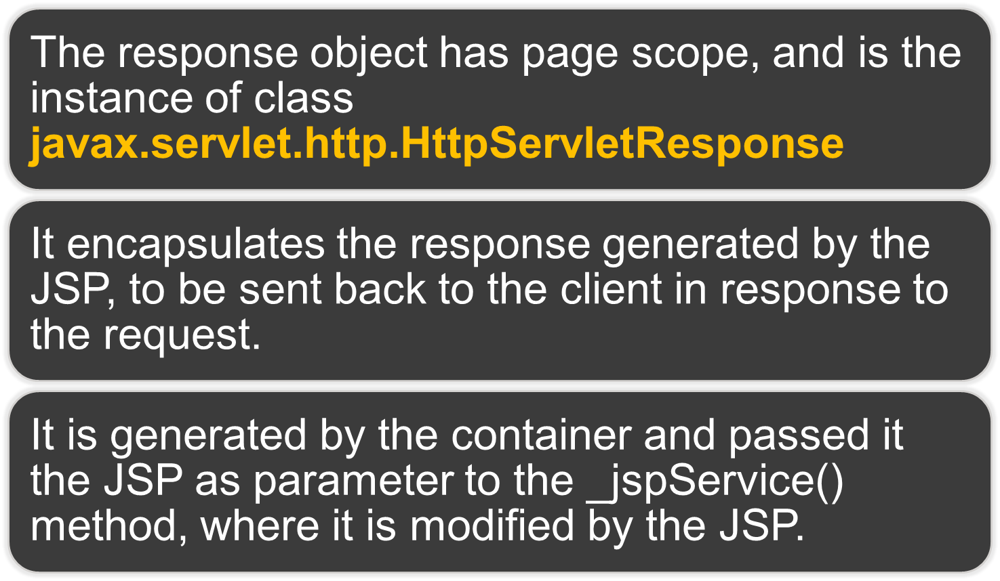 The response object has page scope, and is the
instance of class
javax.servlet.http.HttpServletResponse
It encapsulates the response generated by the
JSP, to be sent back to the client in response to
the request.
It is generated by the container and passed it
the JSP as parameter to the _jspService()
method, where it is modified by the JSP.